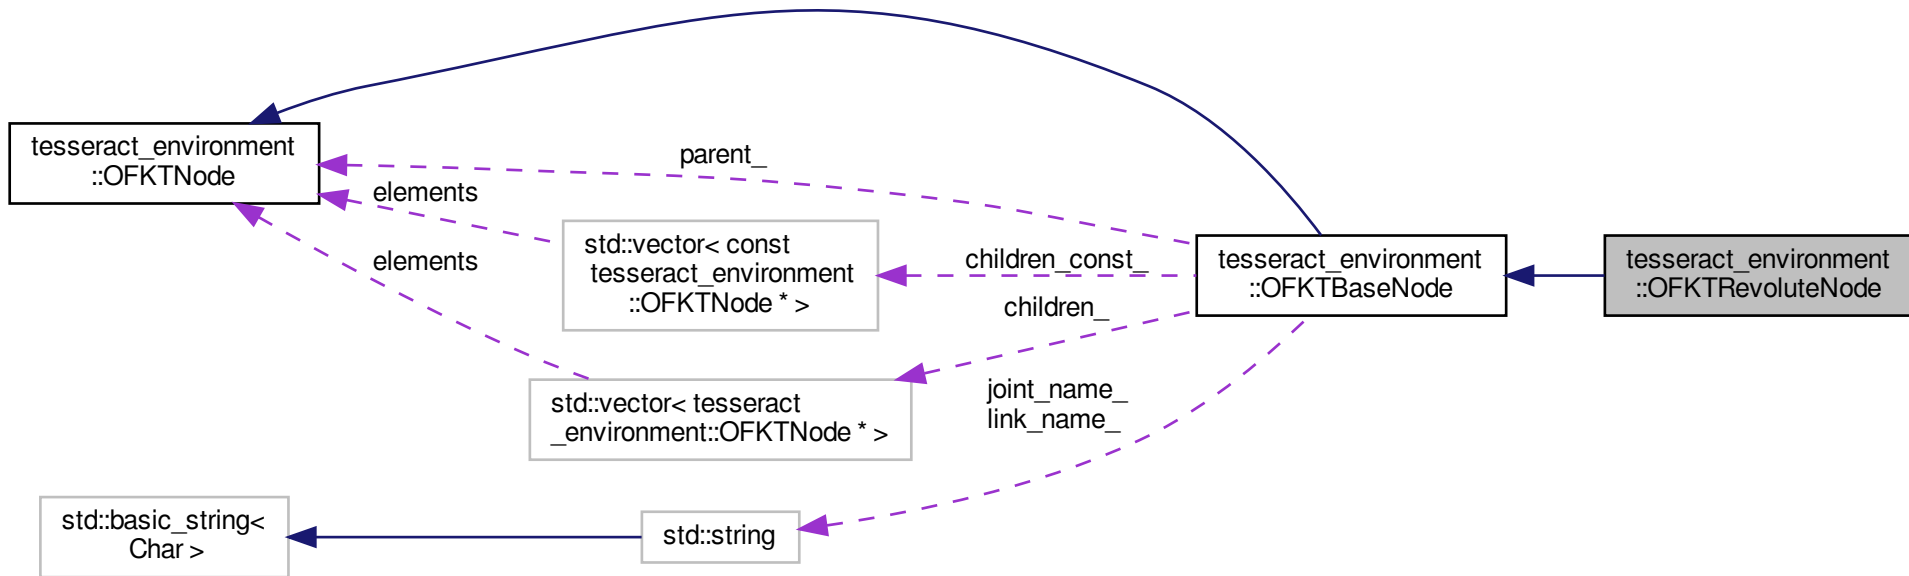 tesseract_environment
::OFKTNode
parent_
elements
elements
std::vector< const
tesseract_environment
::OFKTNode * >
children_const_
children_
tesseract_environment
::OFKTBaseNode
tesseract_environment
::OFKTRevoluteNode
std::vector< tesseract
_environment::OFKTNode * >
joint_name_
link_name_
std::basic_string<
Char >
std::string